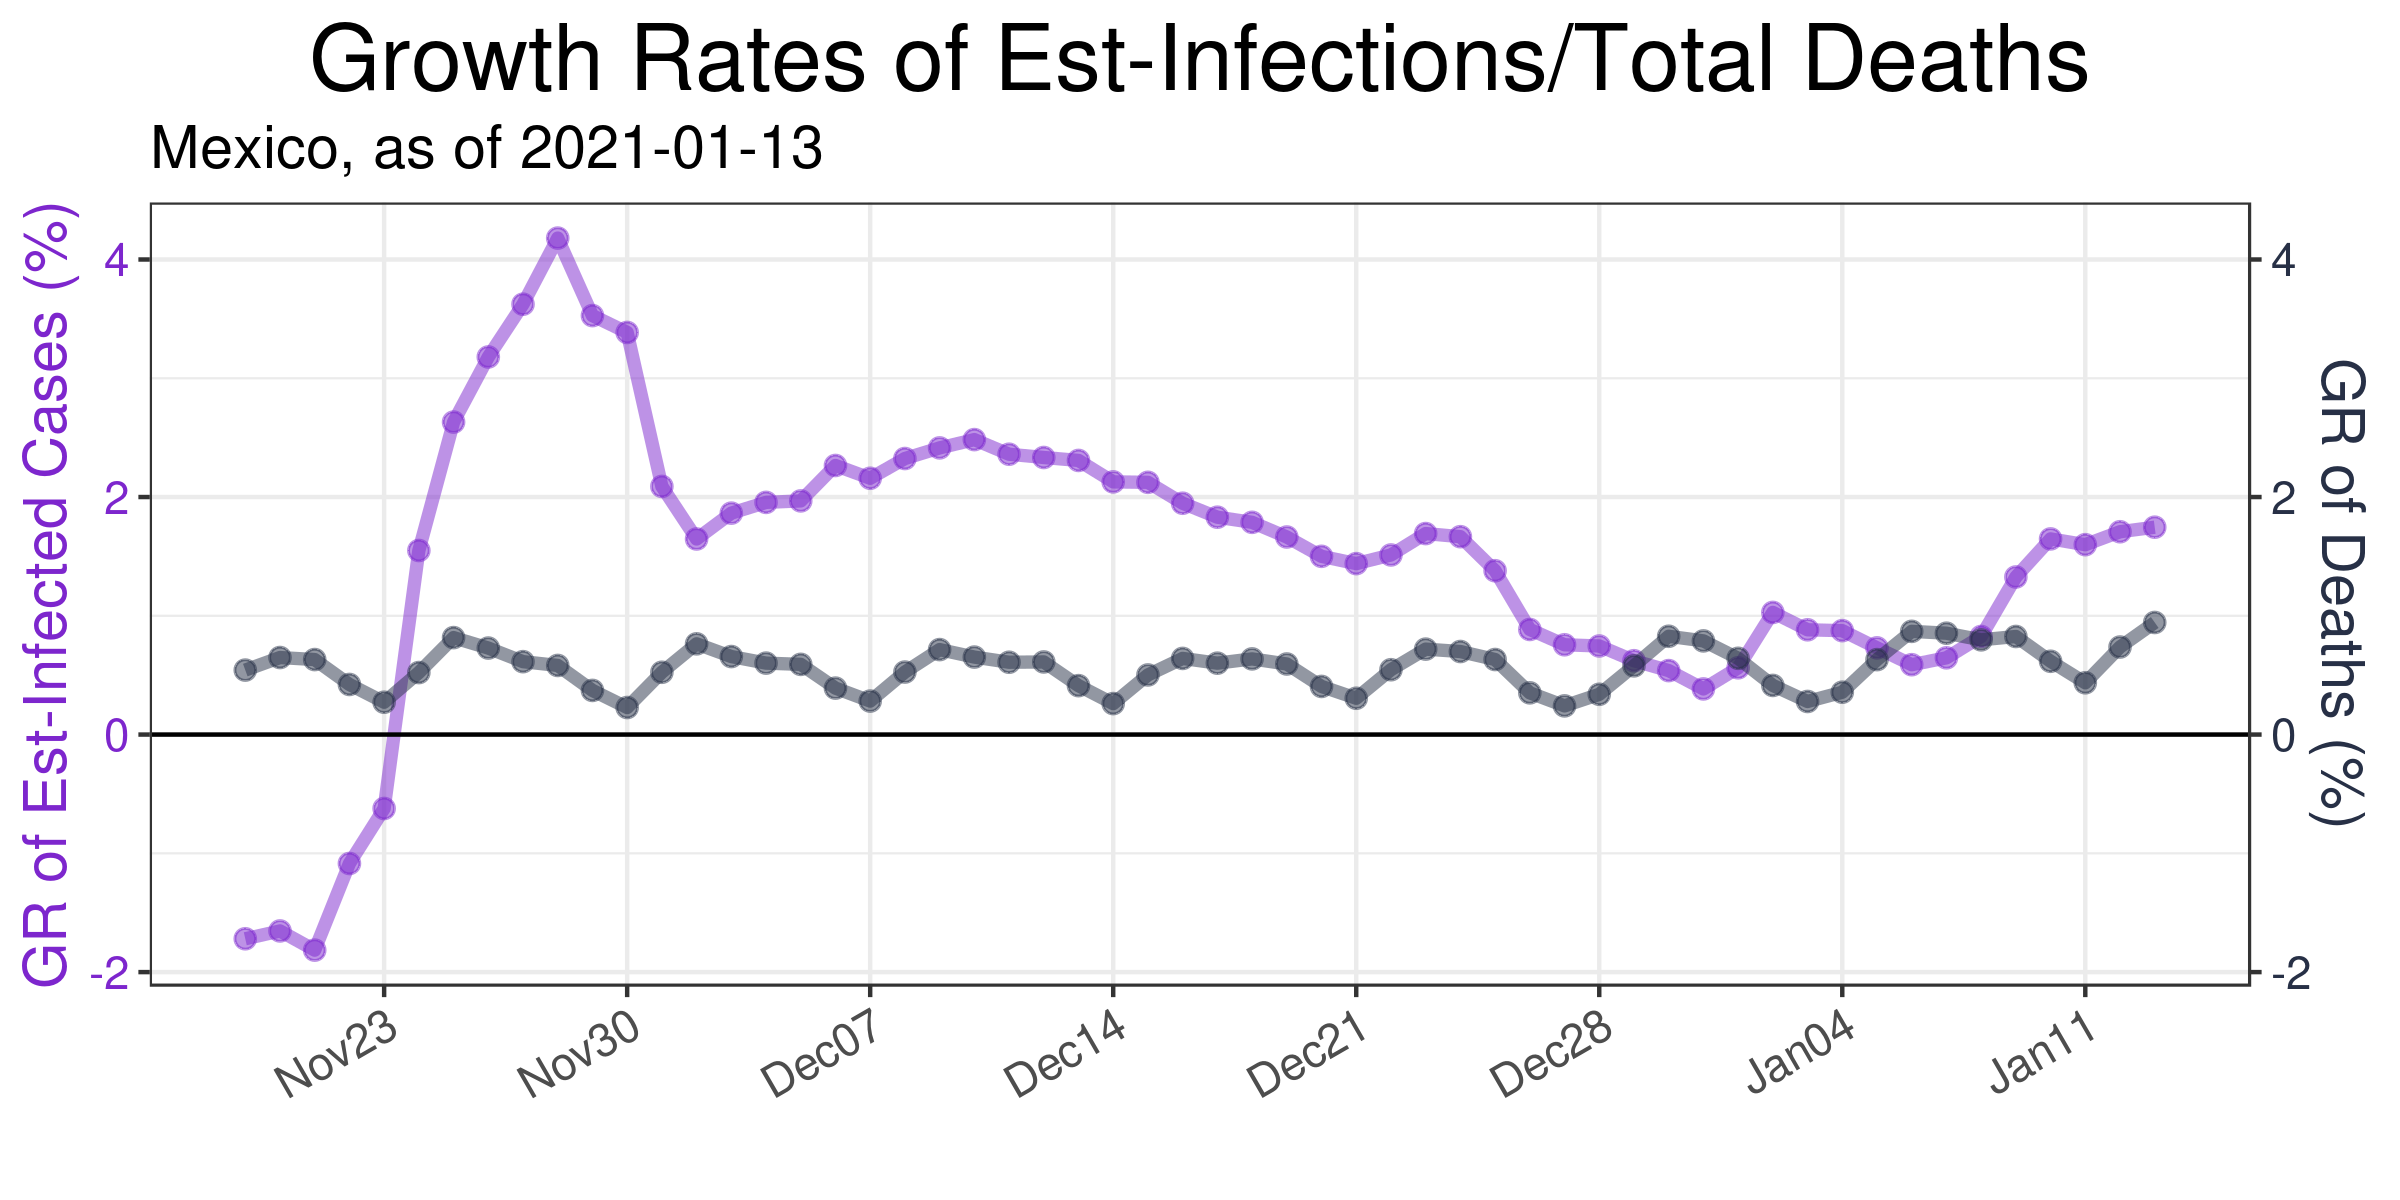 Growth Rates of Est-Infections/Total Deaths
Mexico, as of 2021-01-13
GR of Est-Infected Cases (%)
4
2
0
-2
4
2
0
-2
GR of Deaths (%)
Nov23
Nov30
Dec07
Dec14
Dec21
Dec28
Jan04
Jan11